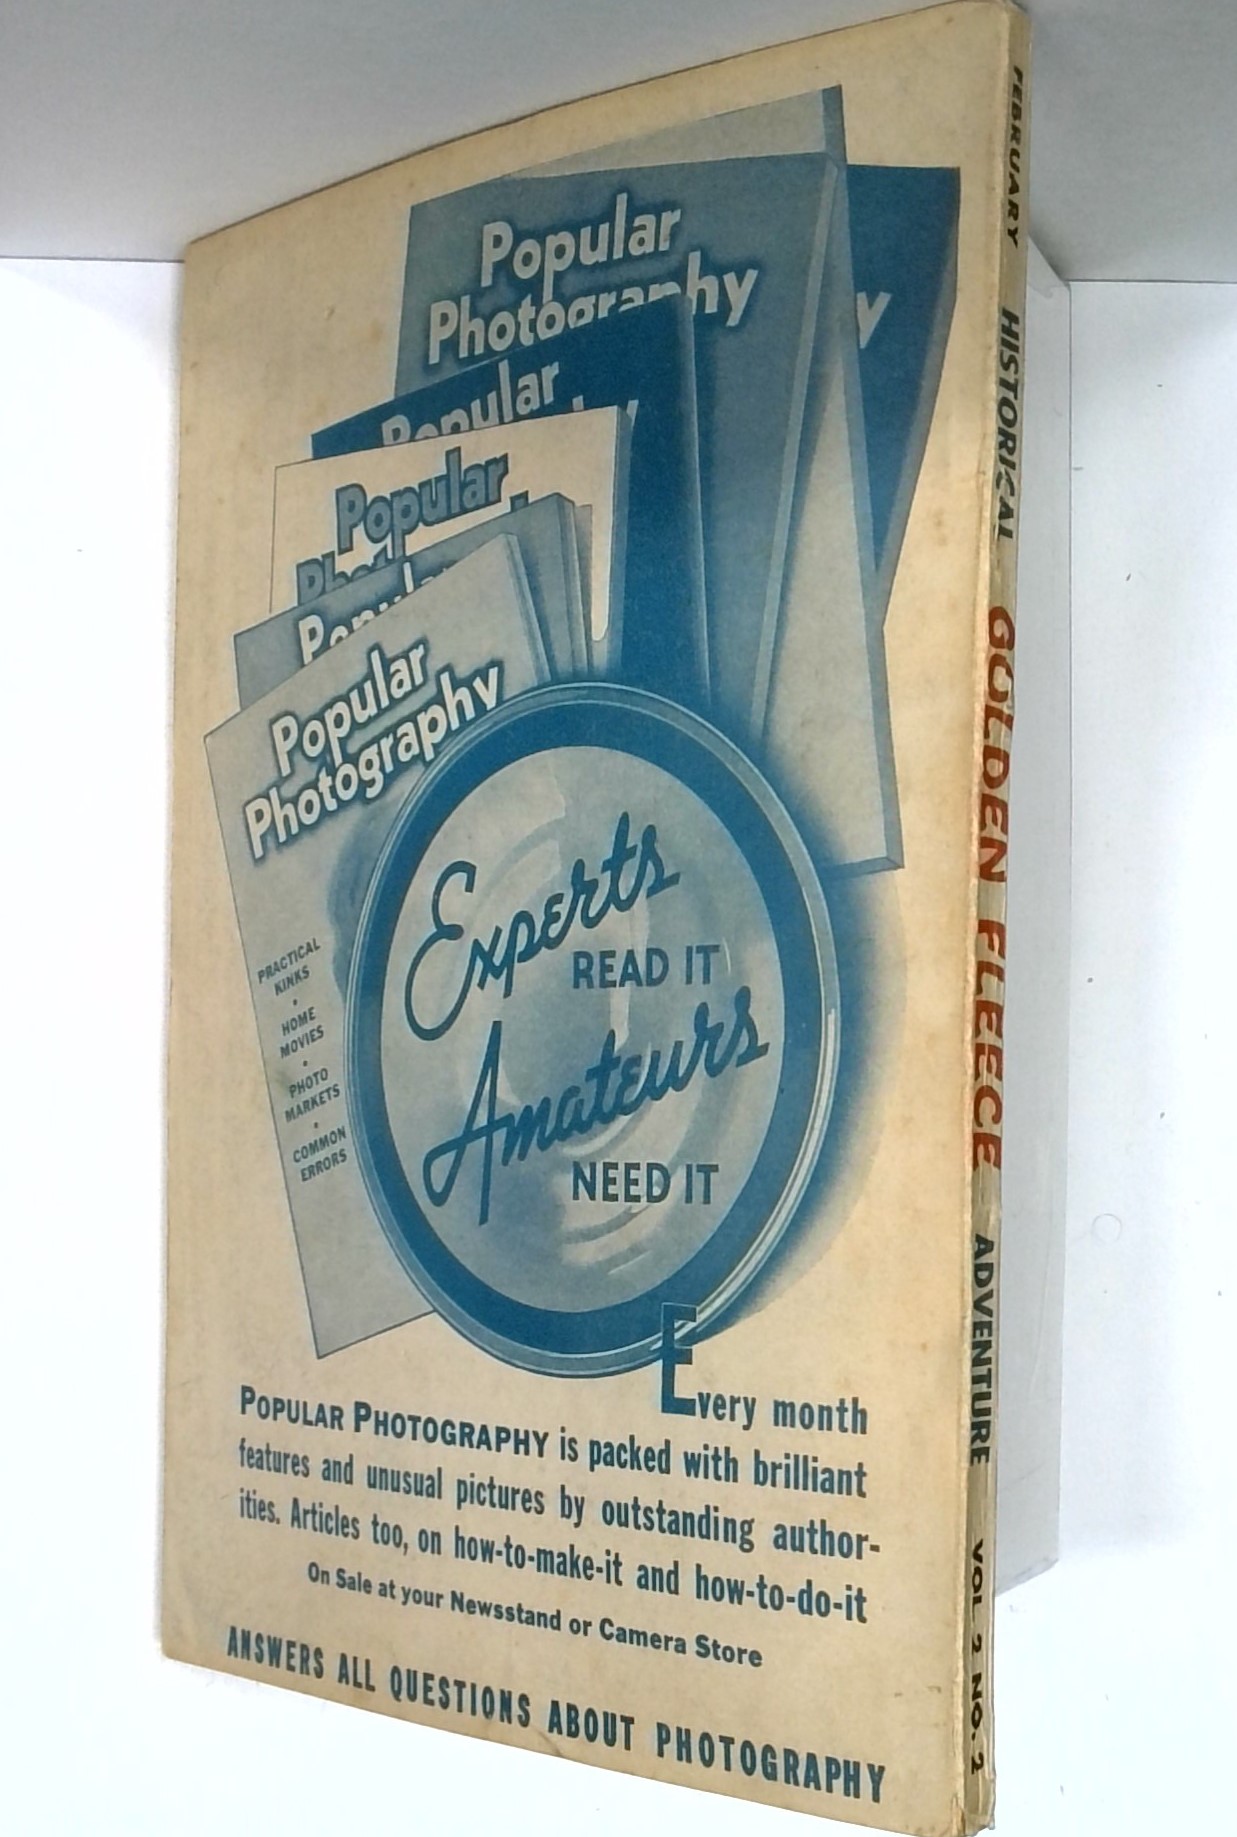 Popular
Photography
y
Popular
Popular
Popular
Photography
PRACTICAL
KINKS
•
HOME
MOVIES
•
PHOTO
MARKETS
•
COMMON
ERRORS
Experts
READ IT
Amateurs
NEED IT
Every month
POPULAR PHOTOGRAPHY is packed with brilliant
features and unusual pictures by outstanding author-
ities. Articles too, on how-to-make-it and how-to-do-it
On Sale at your Newsstand or Camera Store
ANSWERS ALL QUESTIONS ABOUT PHOTOGRAPHY
FEBRUARY HISTORICAL GOLDEN FLEECE ADVENTURE VOL 2 NO. 2